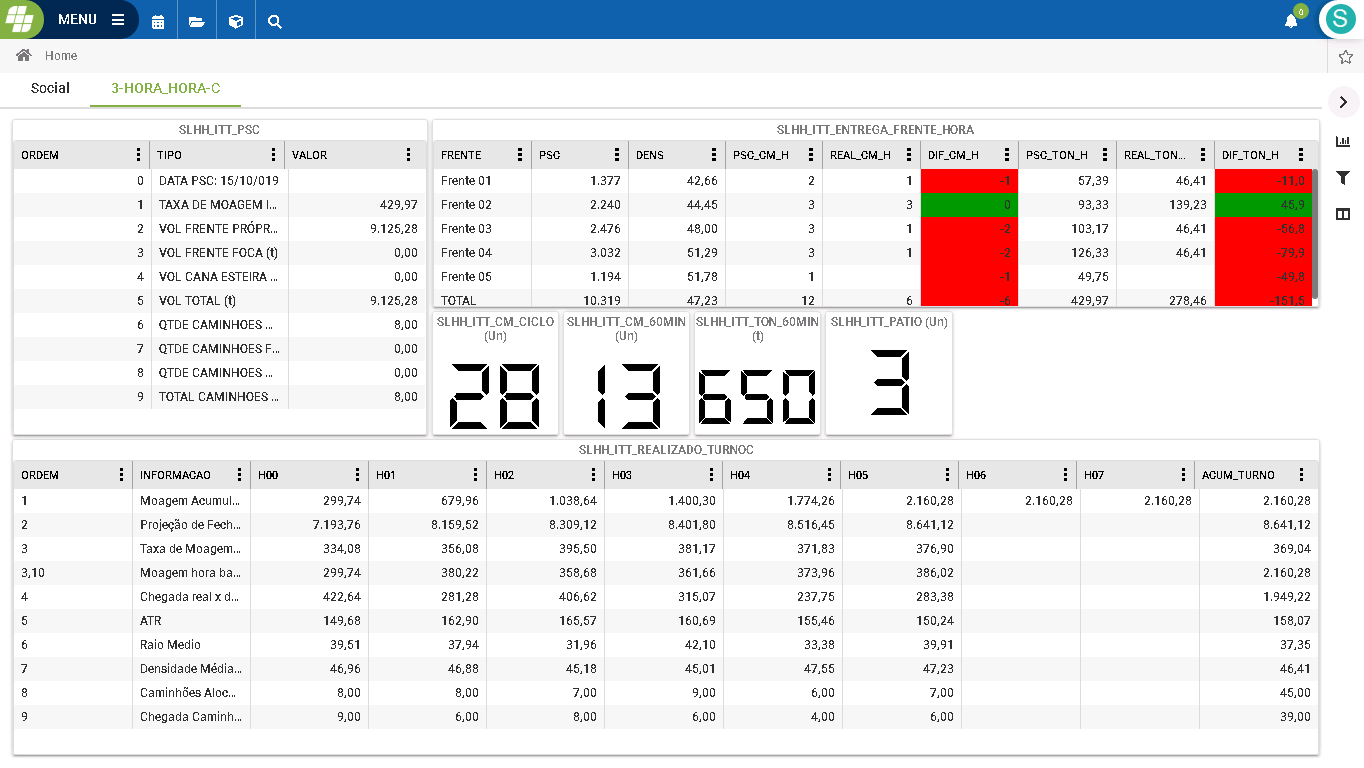 MENU
0
S
Home
Social 3-HORA_HORA-C
SLHH_ITT_PSC
ORDEM TIPO VALOR
0 DATA PSC: 15/10/019
1 TAXA DE MOAGEM I... 429,97
2 VOL FRENTE PRÓPR... 9.125,28
3 VOL FRENTE FOCA (t) 0,00
4 VOL CANA ESTEIRA ... 0,00
5 VOL TOTAL (t) 9.125,28
6 QTDE CAMINHOES ... 8,00
7 QTDE CAMINHOES F... 0,00
8 QTDE CAMINHOES ... 0,00
9 TOTAL CAMINHOES ... 8,00
SLHH_ITT_ENTREGA_FRENTE_HORA
FRENTE PSC DENS PSC_CM_H REAL_CM_H DIF_CM_H PSC_TON_H REAL_TON... DIF_TON_H
Frente 01 1.377 42,66 2 1 -1 57,39 46,41 -11,0
Frente 02 2.240 44,45 3 3 0 93,33 139,23 45,9
Frente 03 2.476 48,00 3 1 -2 103,17 46,41 -56,8
Frente 04 3.032 51,29 3 1 -2 126,33 46,41 -79,9
Frente 05 1.194 51,78 1 -1 49,75 -49,8
TOTAL 10.319 47,23 12 6 -6 429,97 278,46 -151,5
SLHH_ITT_CM_CICLO
(Un)
28
SLHH_ITT_CM_60MIN
(Un)
13
SLHH_ITT_TON_60MIN
(t)
650
SLHH_ITT_PATIO (Un)
3
SLHH_ITT_REALIZADO_TURNOC
ORDEM INFORMACAO H00 H01 H02 H03 H04 H05 H06 H07 ACUM_TURNO
1 Moagem Acumul... 299,74 679,96 1.038,64 1.400,30 1.774,26 2.160,28 2.160,28 2.160,28 2.160,28
2 Projeção de Fech... 7.193,76 8.159,52 8.309,12 8.401,80 8.516,45 8.641,12 8.641,12
3 Taxa de Moagem... 334,08 356,08 395,50 381,17 371,83 376,90 369,04
3,10 Moagem hora ba... 299,74 380,22 358,68 361,66 373,96 386,02 2.160,28
4 Chegada real x d... 422,64 281,28 406,62 315,07 237,75 283,38 1.949,22
5 ATR 149,68 162,90 165,57 160,69 155,46 150,24 158,07
6 Raio Medio 39,51 37,94 31,96 42,10 33,38 39,91 37,35
7 Densidade Média... 46,96 46,88 45,18 45,01 47,55 47,23 46,41
8 Caminhões Aloc... 8,00 8,00 7,00 9,00 6,00 7,00 45,00
9 Chegada Caminh... 9,00 6,00 8,00 6,00 4,00 6,00 39,00